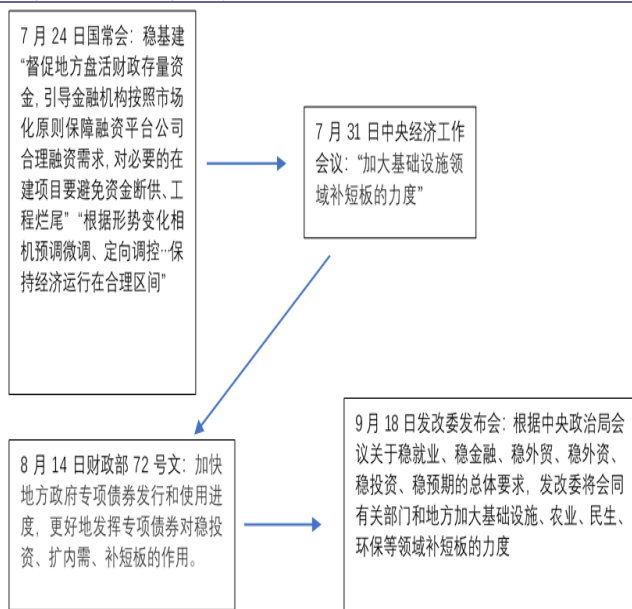 7 月 24 日国常会：稳基建
“督促地方盘活财政存量资
金, 引导金融机构按照市场
化原则保障融资平台公司
合理融资需求, 对必要的在
建项目要避免资金断供、工
程烂尾” “根据形势变化相
机预调微调、定向调控…保
持经济运行在合理区间”
7 月 31 日中央经济工作
会议：“加大基础设施领
域补短板的力度”
8 月 14 日财政部 72 号文：加快
地方政府专项债券发行和使用进
度，更好地发挥专项债券对稳投
资、扩内需、补短板的作用。
9 月 18 日发改委发布会：根据中央政治局会
议关于稳就业、稳金融、稳外贸、稳外资、
稳投资、稳预期的总体要求，发改委将会同
有关部门和地方加大基础设施、农业、民生、
环保等领域补短板的力度